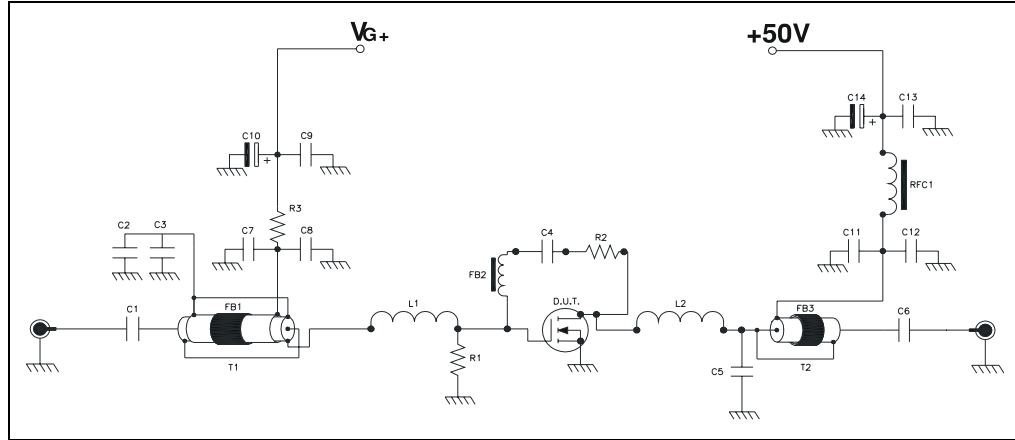 VG+
+50V
C10
C9
C14
C13
+
+
RFC1
R3
C2
C3
C7
C8
C4
R2
C11
C12
FB2
C1
FB1
L1
D.U.T.
L2
FB3
C6
R1
T1
C5
T2